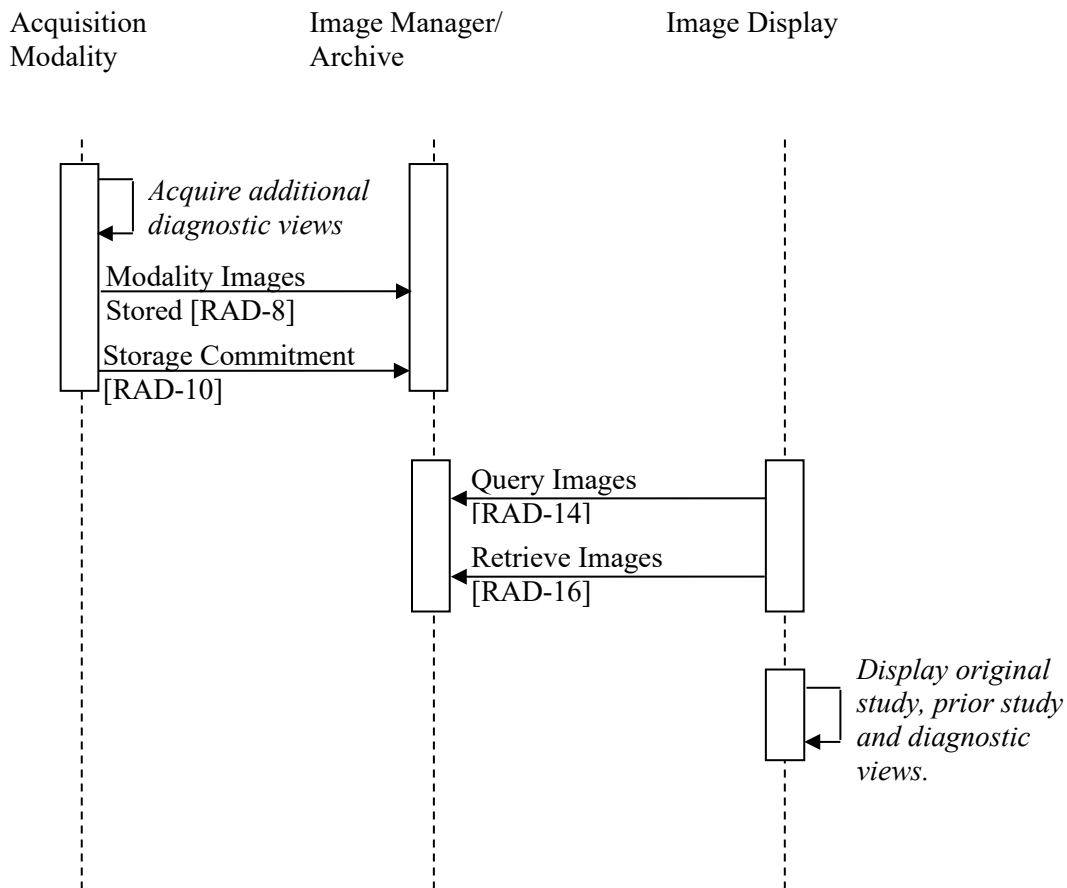 Acquisition
Modality
Image Manager/
Archive
Image Display
Acquire additional
diagnostic views
Modality Images
Stored [RAD-8]
Storage Commitment
[RAD-10]
Query Images
[RAD-14]
Retrieve Images
[RAD-16]
Display original
study, prior study
and diagnostic
views.